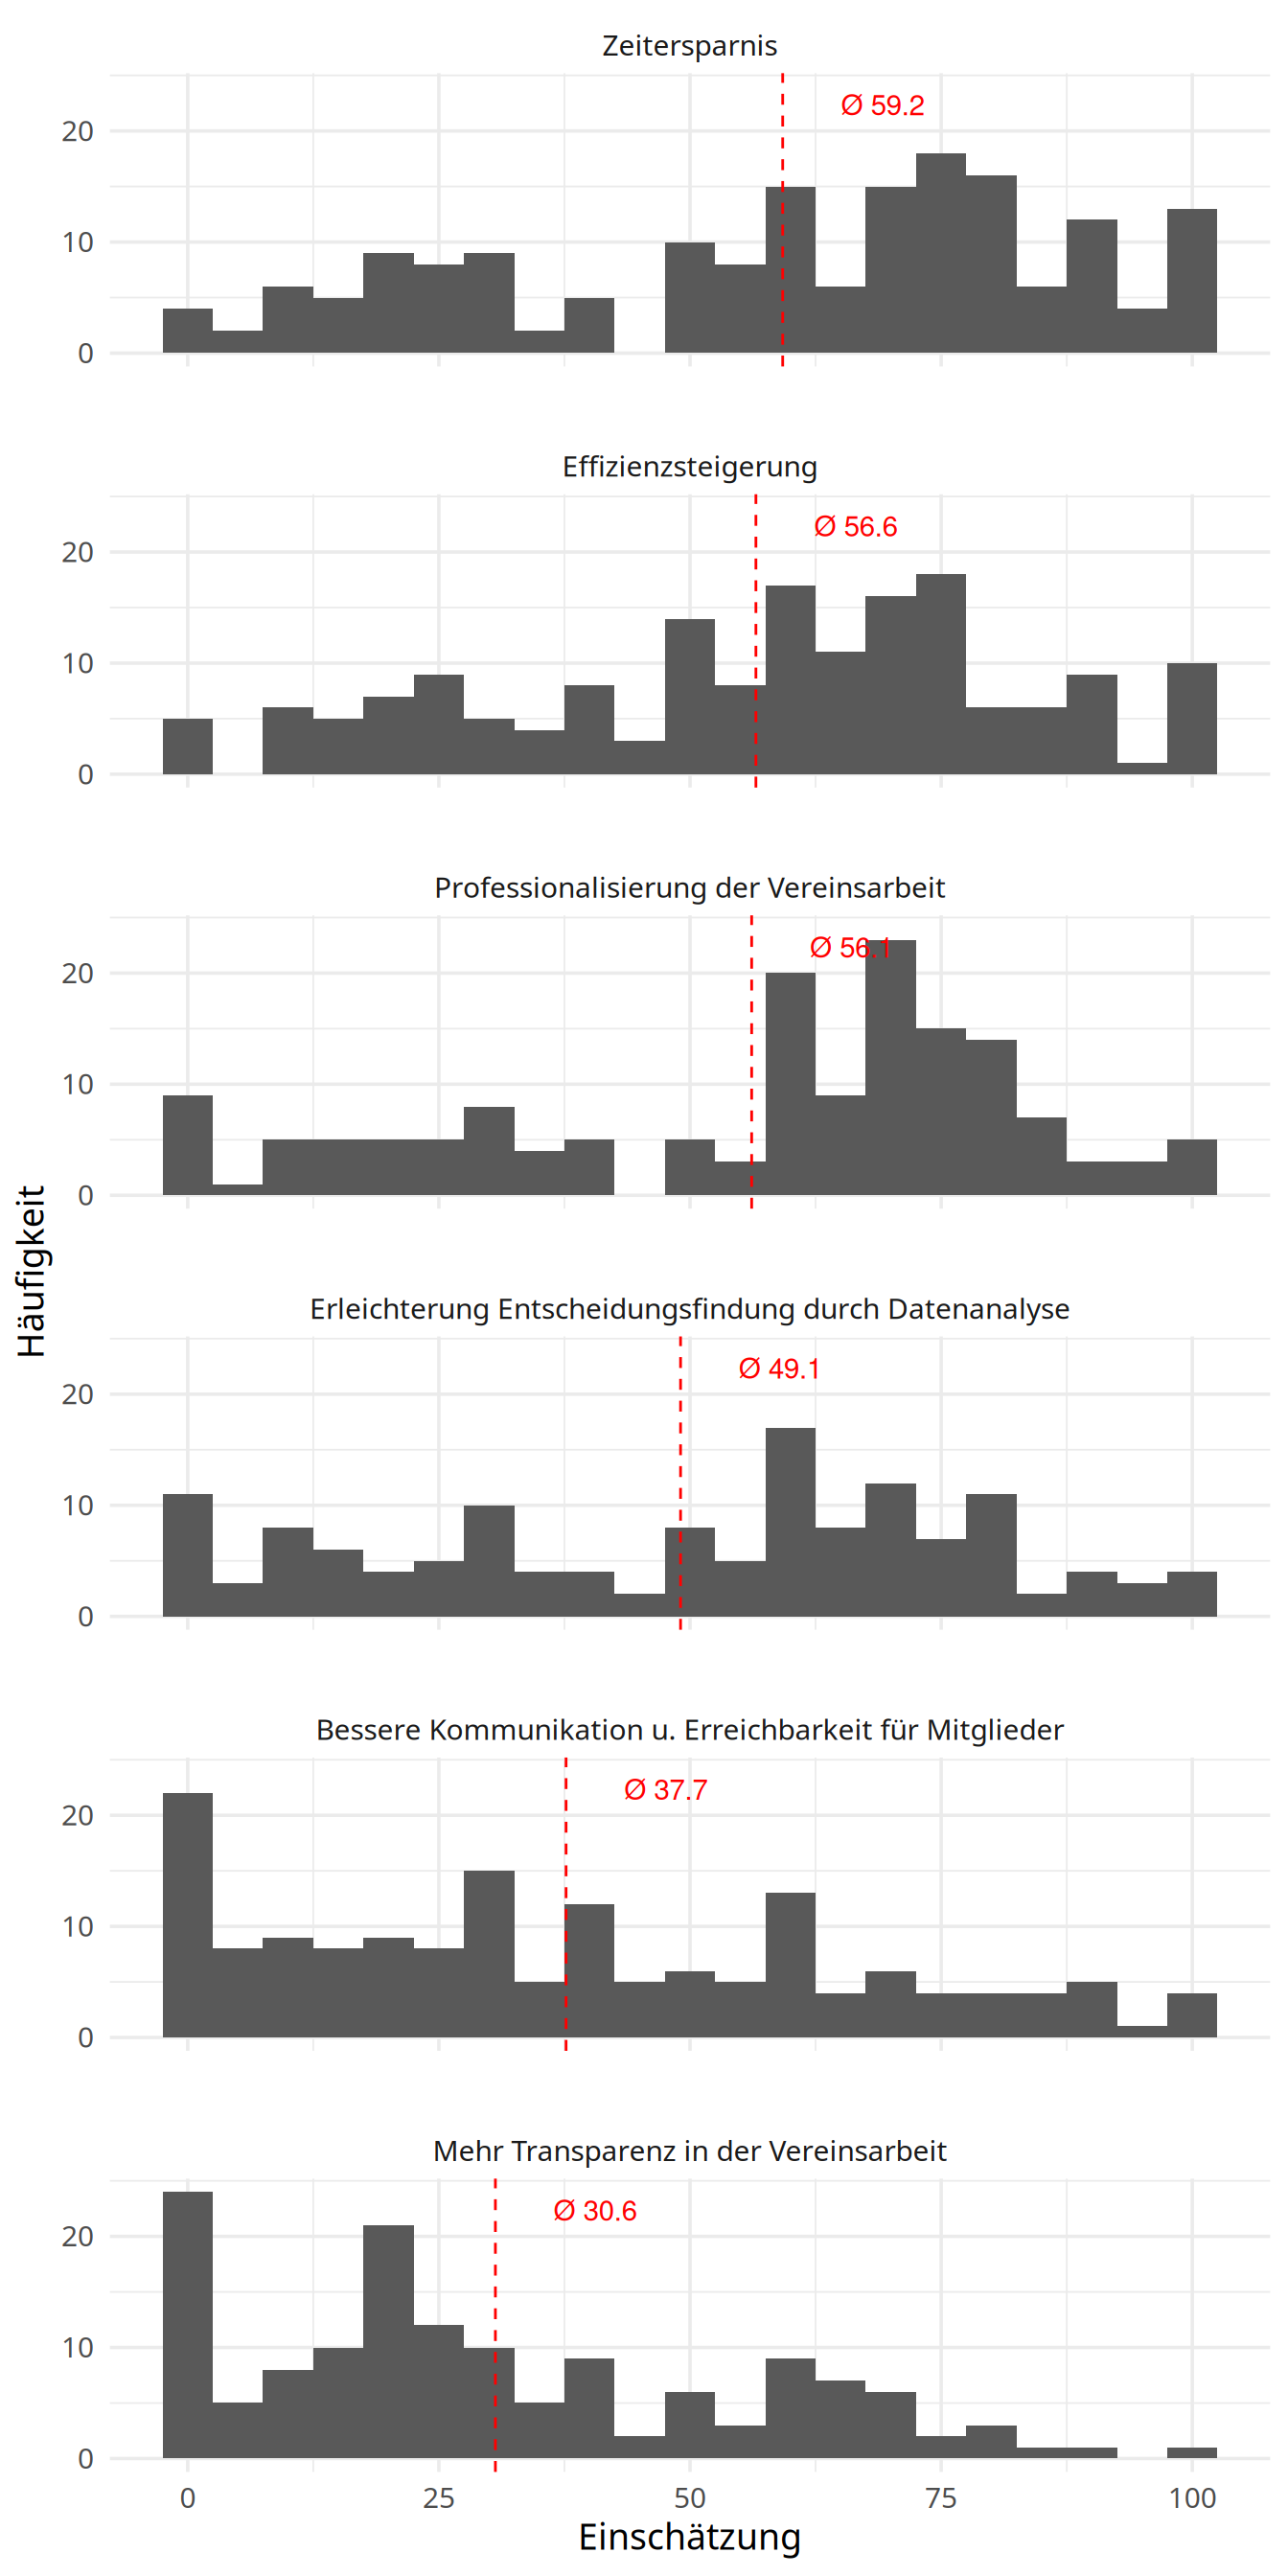 Zeitersparnis
Ø 59.2
20
10
0
Effizienzsteigerung
Ø 56.6
20
10
0
Professionalisierung der Vereinsarbeit
Ø 56.1
20
10
0
Häufigkeit
Erleichterung Entscheidungsfindung durch Datenanalyse
Ø 49.1
20
10
0
Bessere Kommunikation u. Erreichbarkeit für Mitglieder
Ø 37.7
20
10
0
Mehr Transparenz in der Vereinsarbeit
Ø 30.6
20
10
0
0 25 50 75 100
Einschätzung